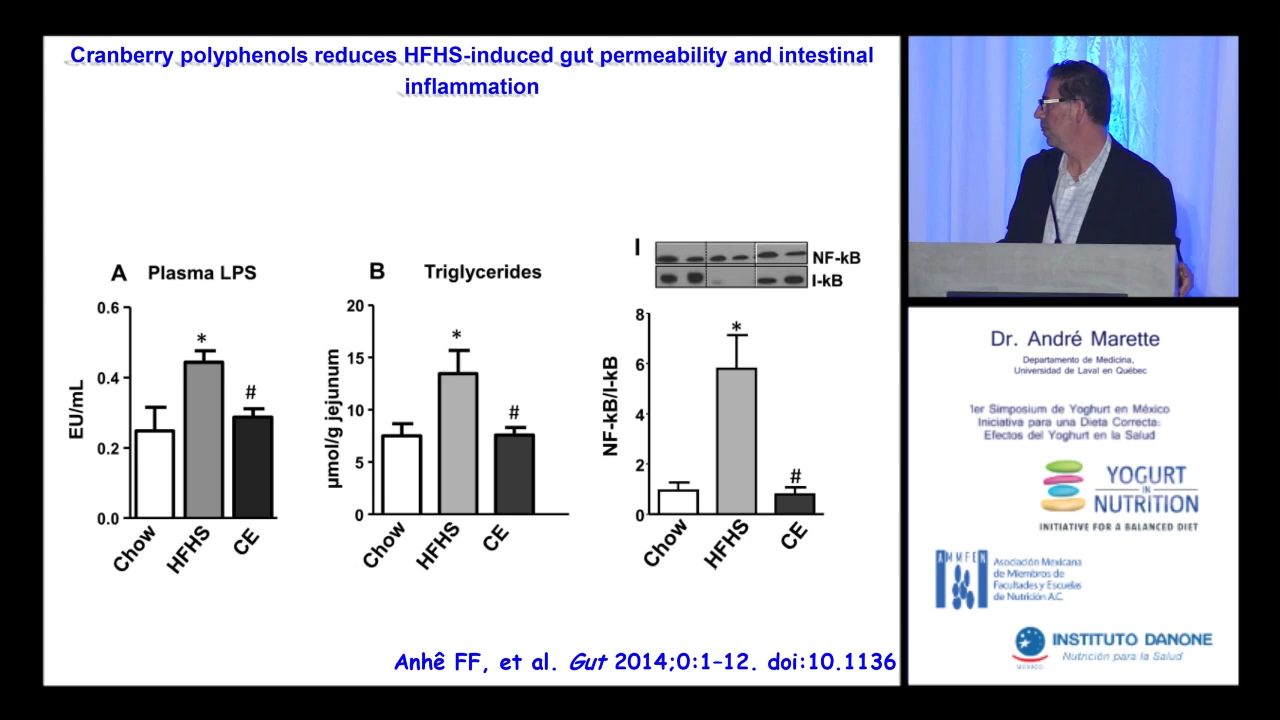 Cranberry polyphenols reduces HFHS-induced gut permeability and intestinal
inflammation
A Plasma LPS
0.6
0.4
0.2
0.0
EU/mL
*
#
Chow
HFHS
CE
B Triglycerides
20
15
10
5
0
µmol/g jejunum
*
#
Chow
HFHS
CE
I
NF-kB
I-kB
8
6
4
2
0
NF-kB/I-kB
*
#
Chow
HFHS
CE
Anhê FF, et al. Gut 2014;0:1–12. doi:10.1136
Dr. André Marette
Departamento de Medicina,
Universidad de Laval en Québec
1er Simposium de Yoghurt en México
Iniciativa para una Dieta Correcta:
Efectos del Yoghurt en la Salud
YOGURT
IN
NUTRITION
INITIATIVE FOR A BALANCED DIET
AMMFEN
Asociación Mexicana
de Miembros de
Facultades y Escuelas
de Nutrición A.C.
INSTITUTO DANONE
Nutrición para la Salud
MÉXICO